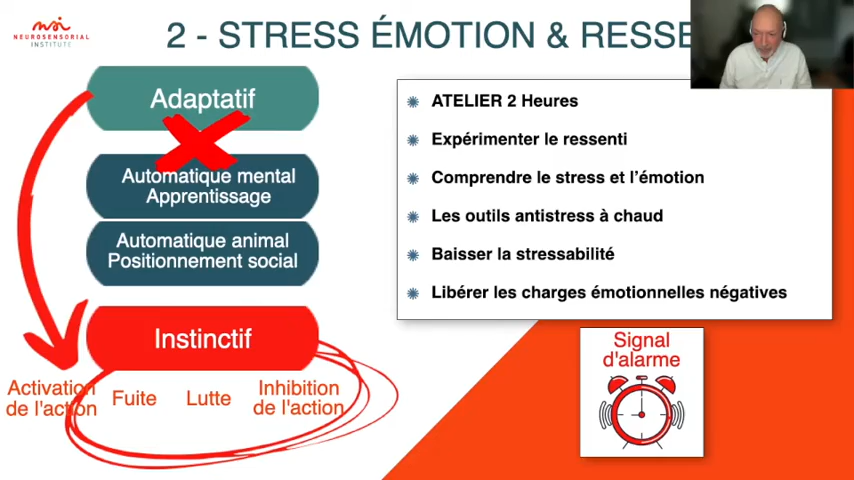 NEUROSENSORIAL
INSTITUTE
2 - STRESS ÉMOTION & RESSE
Adaptatif
Automatique mental
Apprentissage
Automatique animal
Positionnement social
Instinctif
Activation
de l'action
Fuite
Lutte
Inhibition
de l'action
ATELIER 2 Heures
Expérimenter le ressenti
Comprendre le stress et l'émotion
Les outils antistress à chaud
Baisser la stressabilité
Libérer les charges émotionnelles négatives
Signal
d'alarme